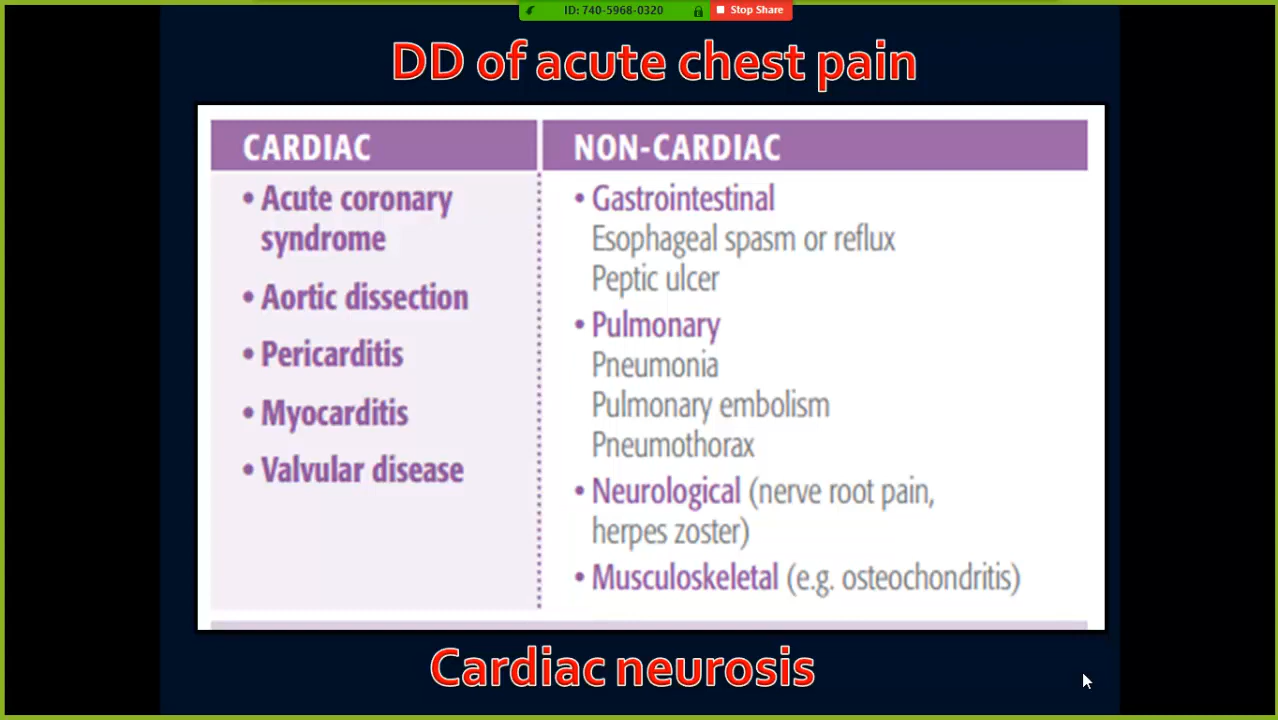 ID: 740-5968-0320
Stop Share
DD of acute chest pain
CARDIAC
• Acute coronary
syndrome
• Aortic dissection
• Pericarditis
• Myocarditis
• Valvular disease
NON-CARDIAC
• Gastrointestinal
Esophageal spasm or reflux
Peptic ulcer
• Pulmonary
Pneumonia
Pulmonary embolism
Pneumothorax
• Neurological (nerve root pain,
herpes zoster)
• Musculoskeletal (e.g. osteochondritis)
Cardiac neurosis